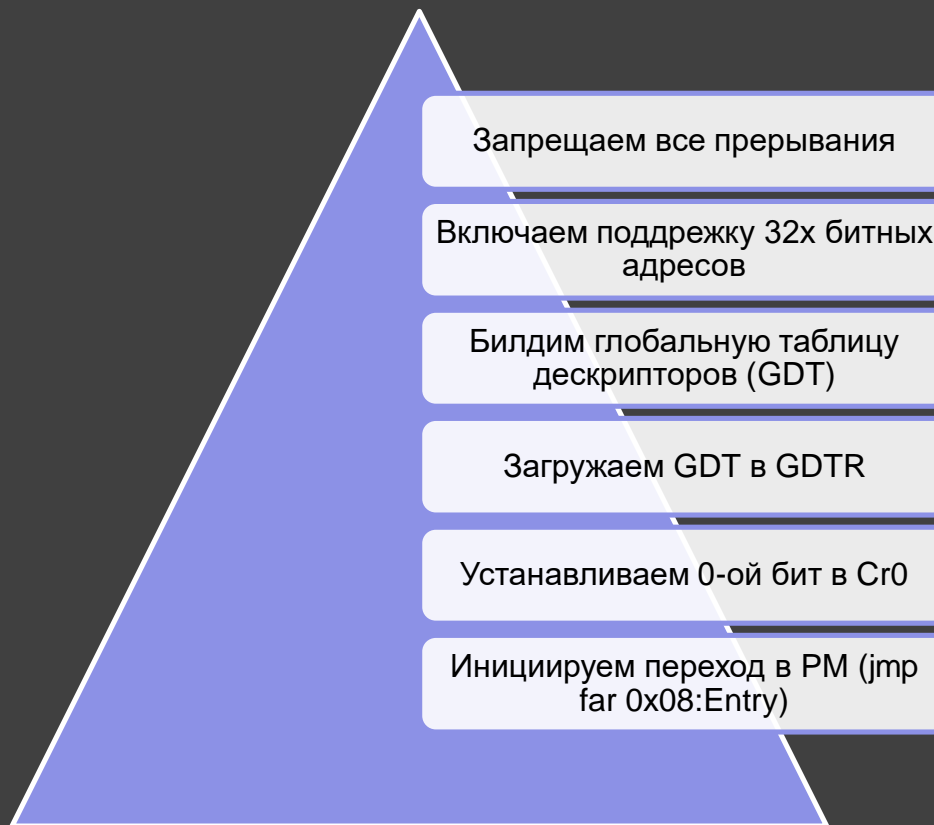 Запрещаем все прерывания
Включаем поддрежку 32х битных
адресов
Билдим глобальную таблицу
дескрипторов (GDT)
Загружаем GDT в GDTR
Устанавливаем 0-ой бит в Cr0
Инициируем переход в PM (jmp
far 0x08:Entry)